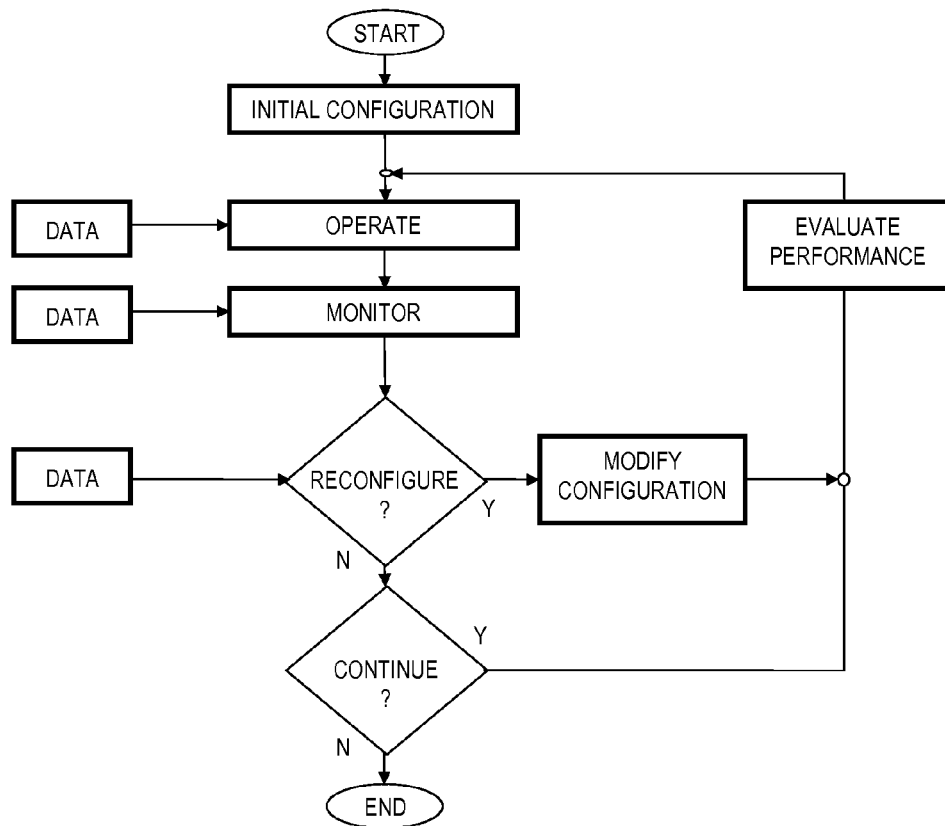 START
INITIAL CONFIGURATION
DATA
OPERATE
EVALUATE
PERFORMANCE
DATA
MONITOR
DATA
RECONFIGURE
?
Y
N
MODIFY
CONFIGURATION
CONTINUE
?
Y
N
END